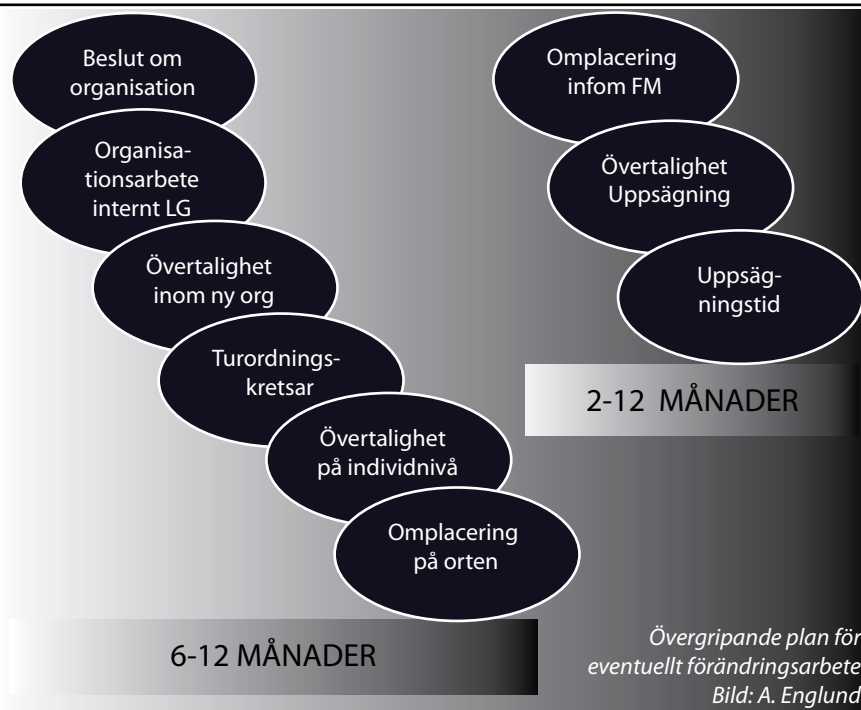 Beslut om
organisation
Organisa-
tionsarbete
internt LG
Övertalighet
inom ny org
Turordnings-
kretsar
Övertalighet
på individnivå
Omplacering
på orten
6-12 MÅNADER
Omplacering
infom FM
Övertalighet
Uppsägning
Uppsäg-
ningstid
2-12 MÅNADER
Övergripande plan för
eventuellt förändringsarbete
Bild: A. Englund